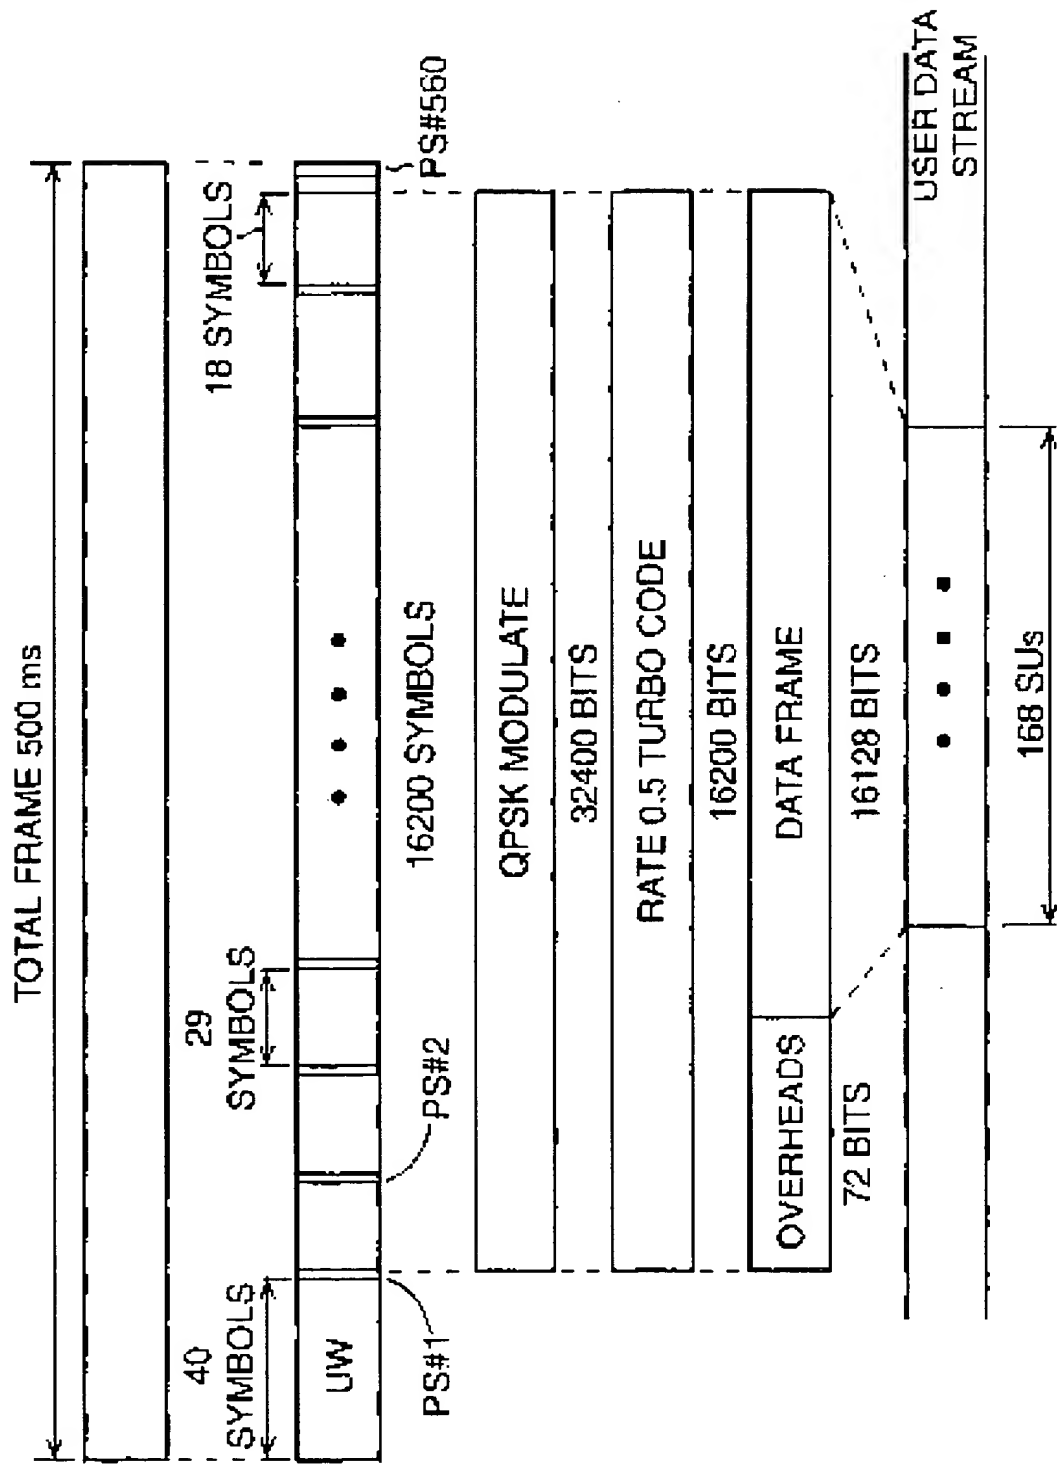 TOTAL FRAME 500 ms
40
SYMBOLS
29
SYMBOLS
18 SYMBOLS
UW
PS#1
PS#2
16200 SYMBOLS
PS#560
QPSK MODULATE
32400 BITS
RATE 0.5 TURBO CODE
16200 BITS
OVERHEADS
DATA FRAME
72 BITS
16128 BITS
USER DATA
STREAM
168 SUs